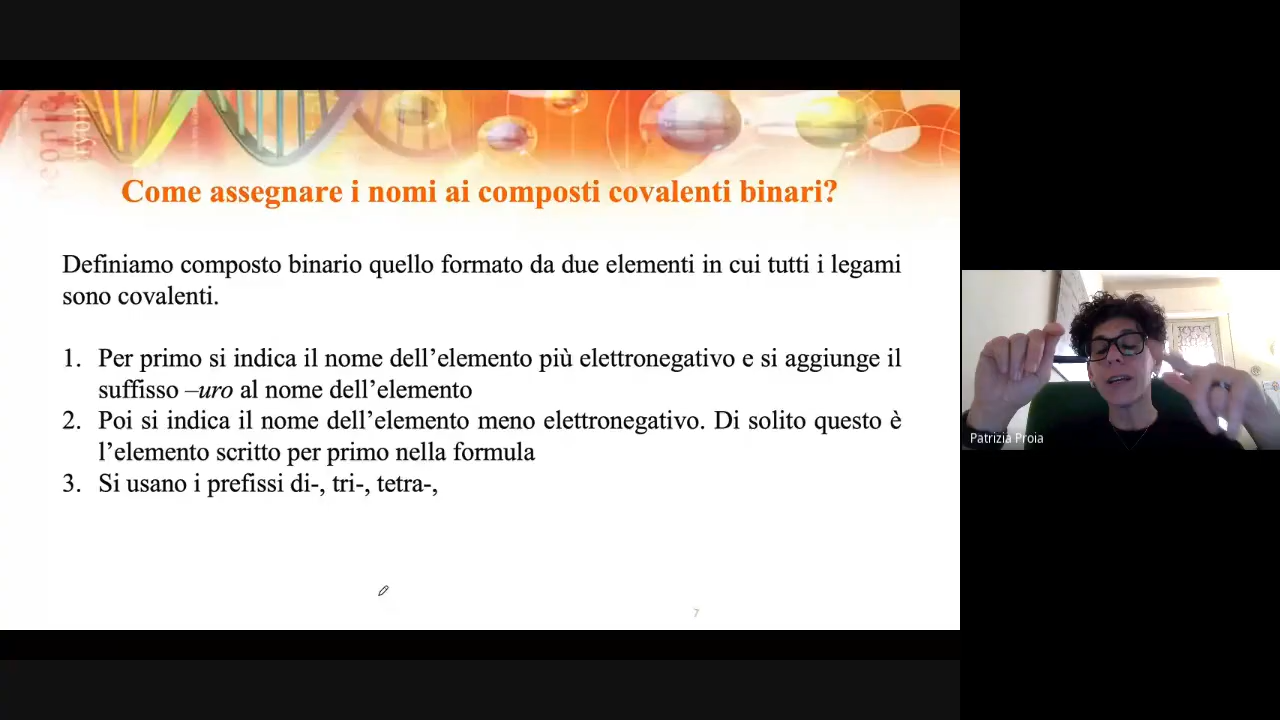 Come assegnare i nomi ai composti covalenti binari?
Definiamo composto binario quello formato da due elementi in cui tutti i legami
sono covalenti.
1. Per primo si indica il nome dell’elemento più elettronegativo e si aggiunge il
suffisso –uro al nome dell’elemento
2. Poi si indica il nome dell’elemento meno elettronegativo. Di solito questo è
l’elemento scritto per primo nella formula
3. Si usano i prefissi di-, tri-, tetra-,
7
Patrizia Proia